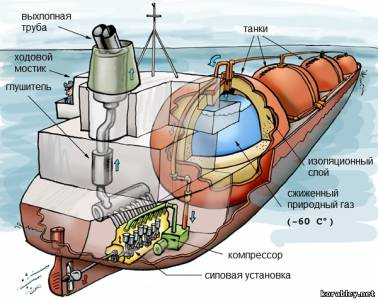 выхлопная
труба
ходовой
мостик
глушитель
танки
изоляционный
слой
сжиженный
природный газ
(-60 С°)
компрессор
силовая установка
korabley.net